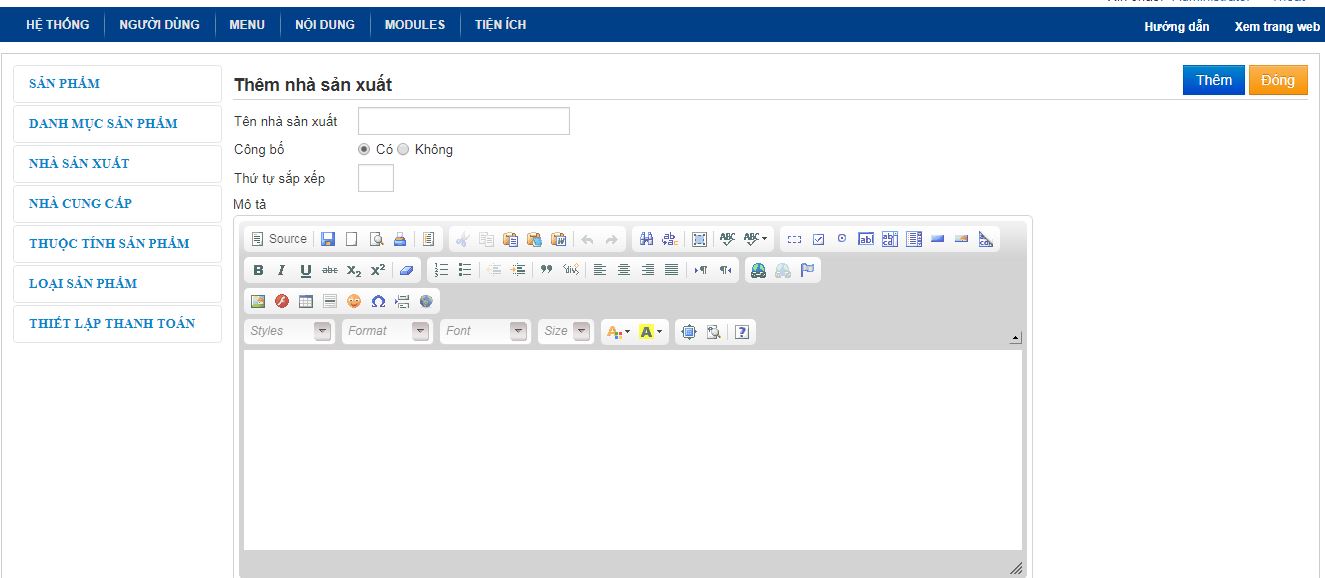 HỆ THỐNG NGƯỜI DÙNG MENU NỘI DUNG MODULES TIỆN ÍCH Hướng dẫn Xem trang web
Thêm nhà sản xuất Thêm Đóng
SẢN PHẨM
DANH MỤC SẢN PHẨM
NHÀ SẢN XUẤT
NHÀ CUNG CẤP
THUỘC TÍNH SẢN PHẨM
LOẠI SẢN PHẨM
THIẾT LẬP THANH TOÁN
Tên nhà sản xuất
Công bố Có Không
Thứ tự sắp xếp
Mô tả
Source
Styles Format Font Size